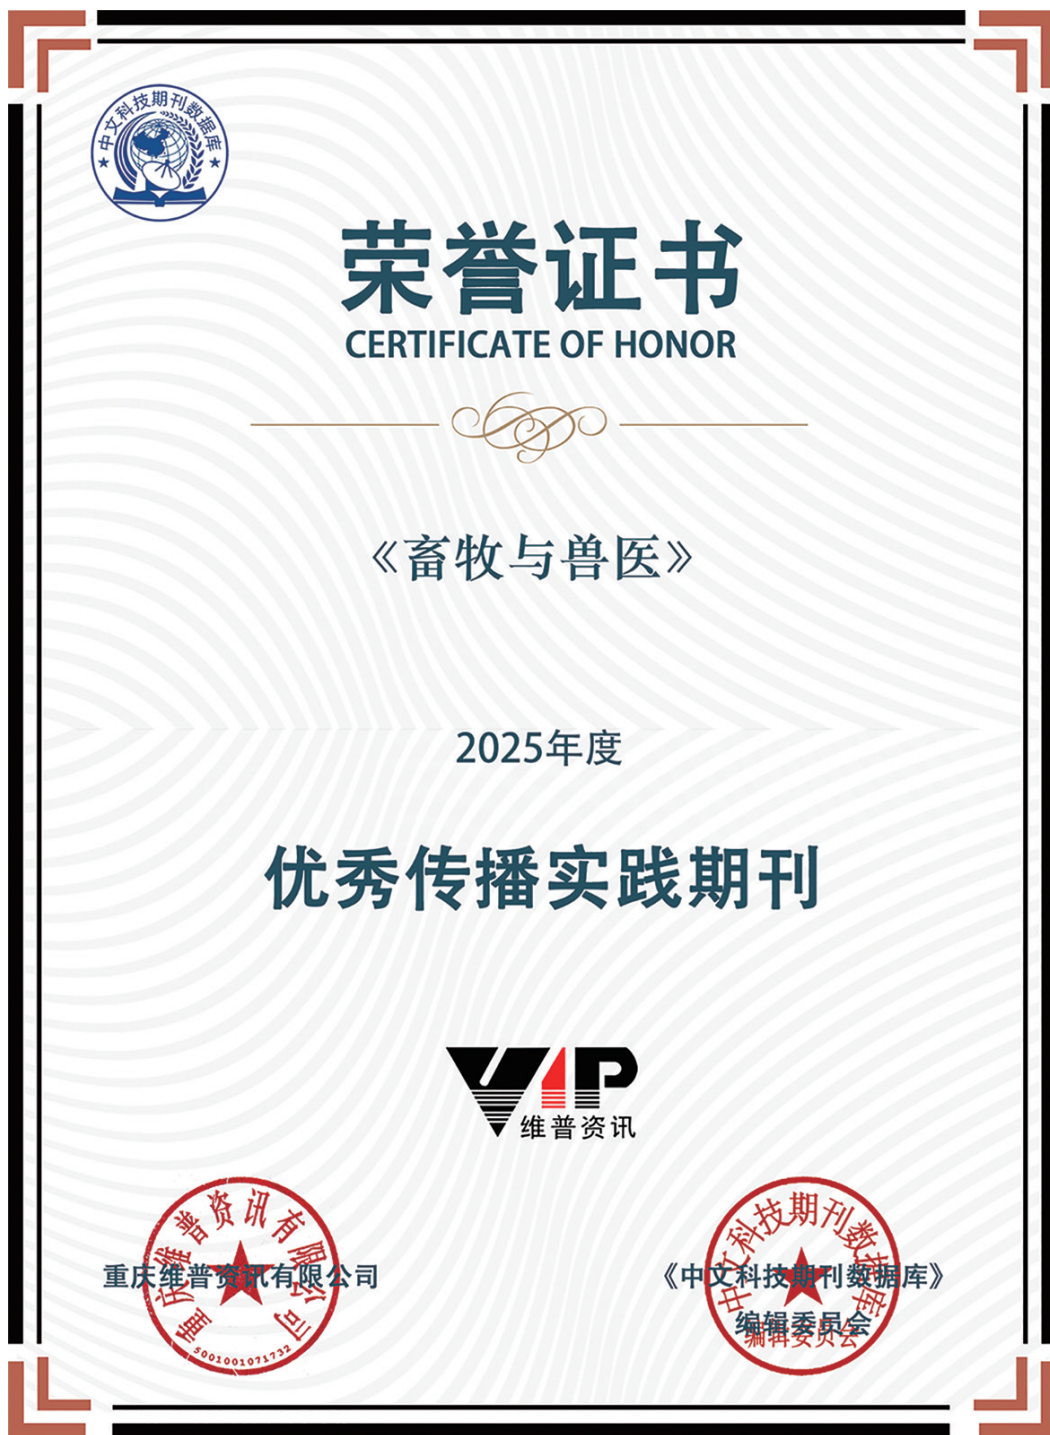 中文科技期刊数据库
荣誉证书
CERTIFICATE OF HONOR
《畜牧与兽医》
2025年度
优秀传播实践期刊
VIP
维普资讯
重庆维普资讯有限公司
重庆维普资讯有限公司
5001001071732
中文科技期刊数据库
《中文科技期刊数据库》
编辑委员会
编辑委员会